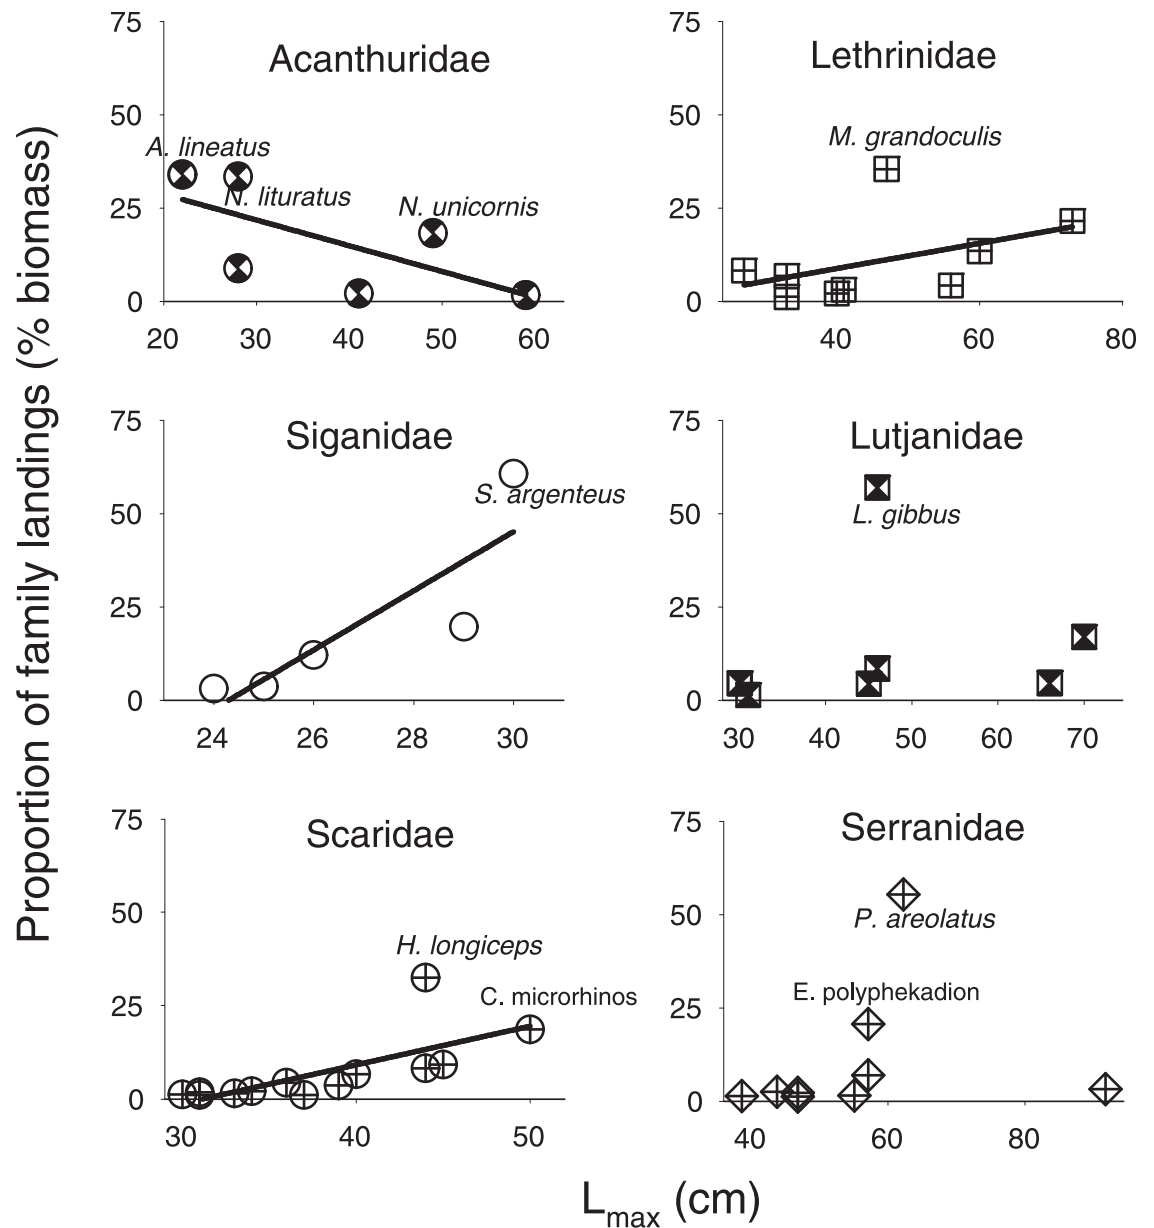 Proportion of family landings (% biomass)
75
Acanthuridae
50
A. lineatus
N. lituratus
N. unicornis
25
0
20 30 40 50 60
75
Lethrinidae
50
M. grandoculis
25
0
40 60 80
75
Siganidae
50
S. argenteus
25
0
24 26 28 30
75
Lutjanidae
50
L. gibbus
25
0
30 40 50 60 70
75
Scaridae
50
H. longiceps
C. microrhinos
25
0
30 40 50
75
Serranidae
50
P. areolatus
E. polyphekadion
25
0
40 60 80
Lmax (cm)